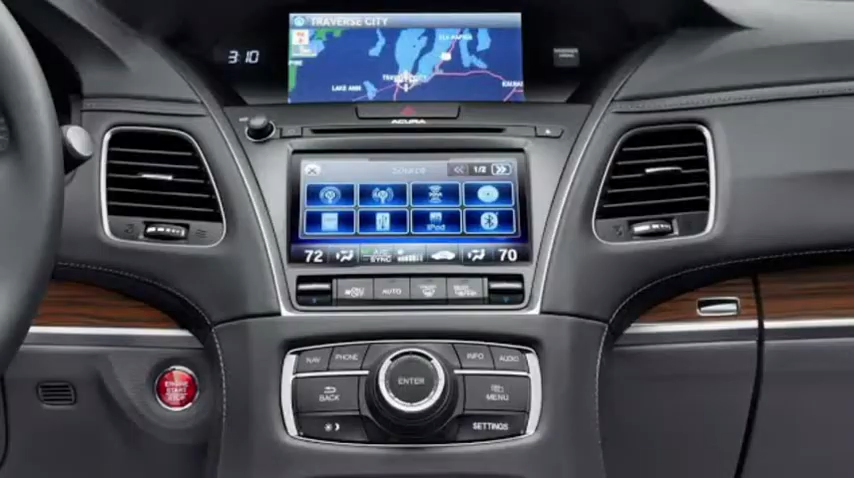 TRAVERSE CITY
3:10
LAKE ANN
ACURA
Source
1/2
iPod
72
A/C
SYNC
70
AUTO
NAV
PHONE
INFO
AUDIO
ENTER
BACK
MENU
SETTINGS
ENGINE
START
STOP